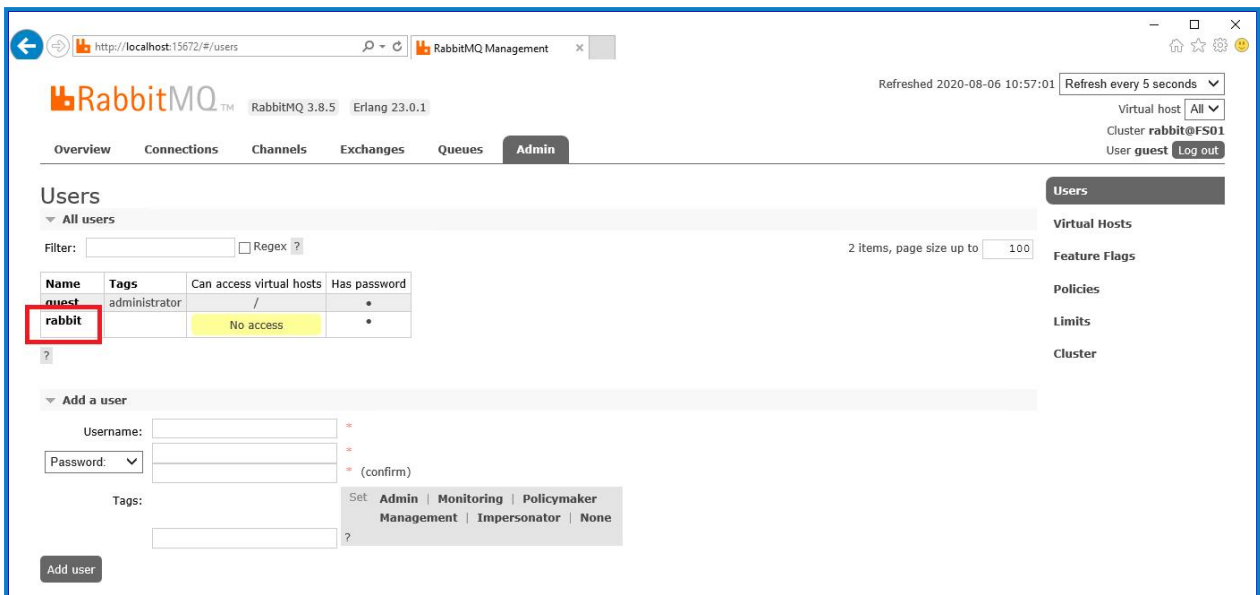 http://localhost:15672/#/users
RabbitMQ Management
RabbitMQ TM RabbitMQ 3.8.5 Erlang 23.0.1
Refreshed 2020-08-06 10:57:01 Refresh every 5 seconds
Virtual host All
Cluster rabbit@FS01
User guest Log out
Overview Connections Channels Exchanges Queues Admin
Users
All users
Filter: Regex ?
2 items, page size up to 100
Name Tags Can access virtual hosts Has password
guest administrator / •
rabbit No access •
?
Add a user
Username: *
Password: *
* (confirm)
Tags:
Set Admin | Monitoring | Policymaker
Management | Impersonator | None
?
Add user
Users
Virtual Hosts
Feature Flags
Policies
Limits
Cluster